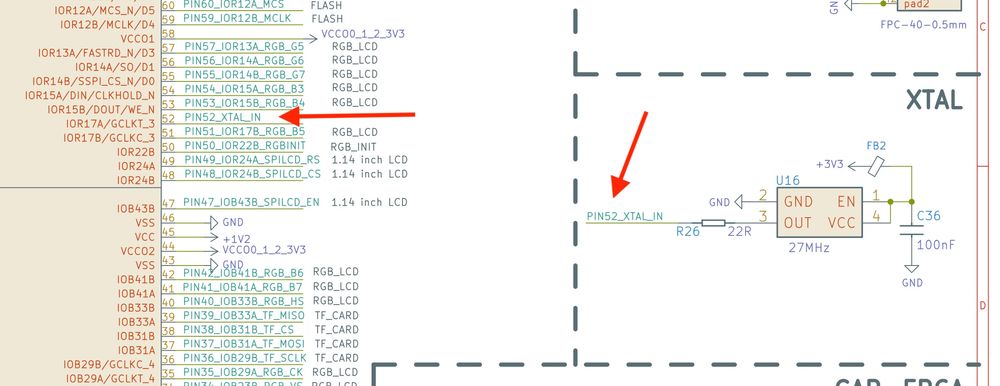 IOR12A/MCS_N/D5 60 PIN60_IOR12A_MCS FLASH
IOR12B/MCLK/D4 59 PIN59_IOR12B_MCLK FLASH
VCCO1 58 VCCO0_1_2_3V3
IOR13A/FASTRD_N/D3 57 PIN57_IOR13A_RGB_G5 RGB_LCD
IOR14A/SO/D1 56 PIN56_IOR14A_RGB_G6 RGB_LCD
IOR14B/SSPI_CS_N/D0 55 PIN55_IOR14B_RGB_G7 RGB_LCD
IOR15A/DIN/CLKHOLD_N 54 PIN54_IOR15A_RGB_B3 RGB_LCD
IOR15B/DOUT/WE_N 53 PIN53_IOR15B_RGB_B4 RGB_LCD
IOR17A/GCLKT_3 52 PIN52_XTAL_IN
IOR17B/GCLKC_3 51 PIN51_IOR17B_RGB_B5 RGB_LCD
IOR22B 50 PIN50_IOR22B_RGBINIT RGB_INIT
IOR24A 49 PIN49_IOR24A_SPILCD_RS 1.14 inch LCD
IOR24B 48 PIN48_IOR24B_SPILCD_CS 1.14 inch LCD
IOB43B 47 PIN47_IOB43B_SPILCD_EN 1.14 inch LCD
VSS 46 GND
VCC 45 +1V2
VCCO2 44 VCCO0_1_2_3V3
VSS 43 GND
IOB41B 42 PIN42_IOB41B_RGB_B6 RGB_LCD
IOB41A 41 PIN41_IOB41A_RGB_B7 RGB_LCD
IOB33B 40 PIN40_IOB33B_RGB_HS RGB_LCD
IOB33A 39 PIN39_IOB33A_TF_MISO TF_CARD
IOB31B 38 PIN38_IOB31B_TF_CS TF_CARD
IOB31A 37 PIN37_IOB31A_TF_MOSI TF_CARD
IOB29B/GCLKC_4 36 PIN36_IOB29B_TF_SCLK TF_CARD
IOB29A/GCLKT_4 35 PIN35_IOB29A_RGB_CK RGB_LCD
GND pad2
FPC-40-0.5mm
C
XTAL
FB2
+3V3
U16
GND 2 GND EN 1
PIN52_XTAL_IN R26 22R 3 OUT VCC 4
27MHz
C36
100nF
GND
D